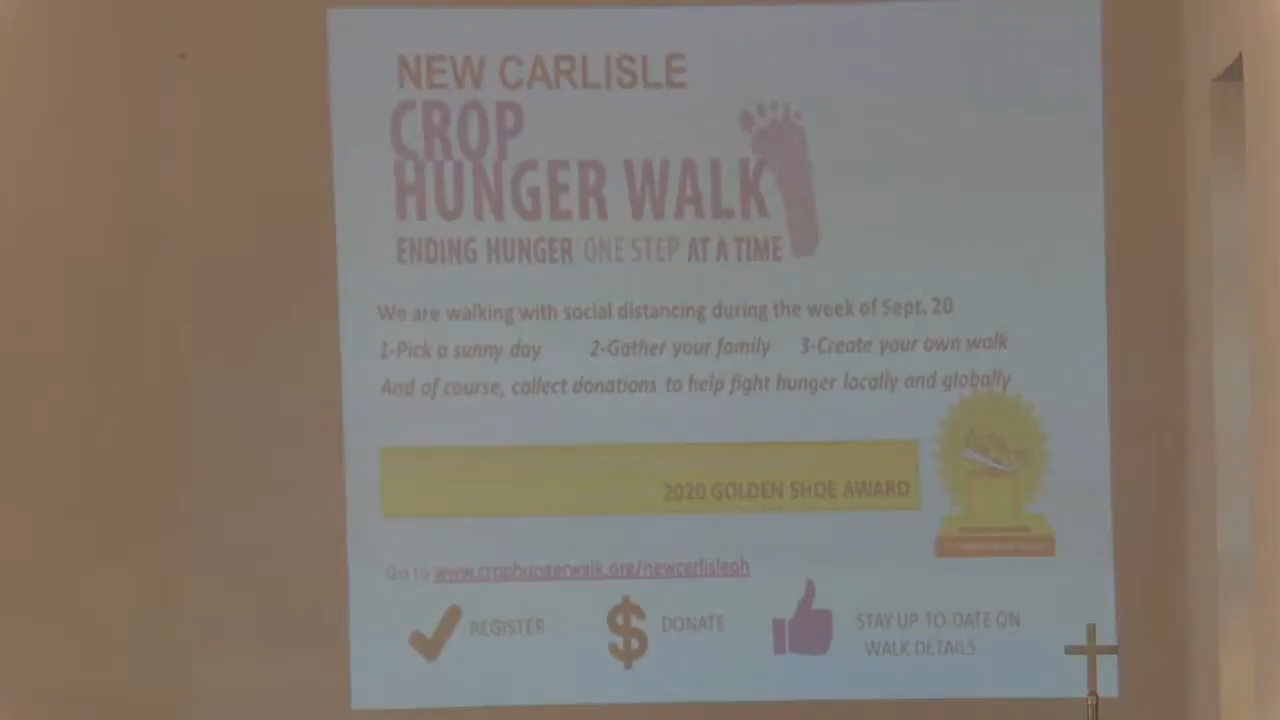 NEW CARLISLE
CROP
HUNGER WALK
ENDING HUNGER ONE STEP AT A TIME
We are walking with social distancing during the week of Sept. 20
1-Pick a sunny day 2-Gather your family 3-Create your own walk
And of course, collect donations to help fight hunger locally and globally
2020 GOLDEN SHOE AWARD
Go to www.crophungerwalk.org/newcarlisleoh
REGISTER DONATE STAY UP-TO-DATE ON
WALK DETAILS